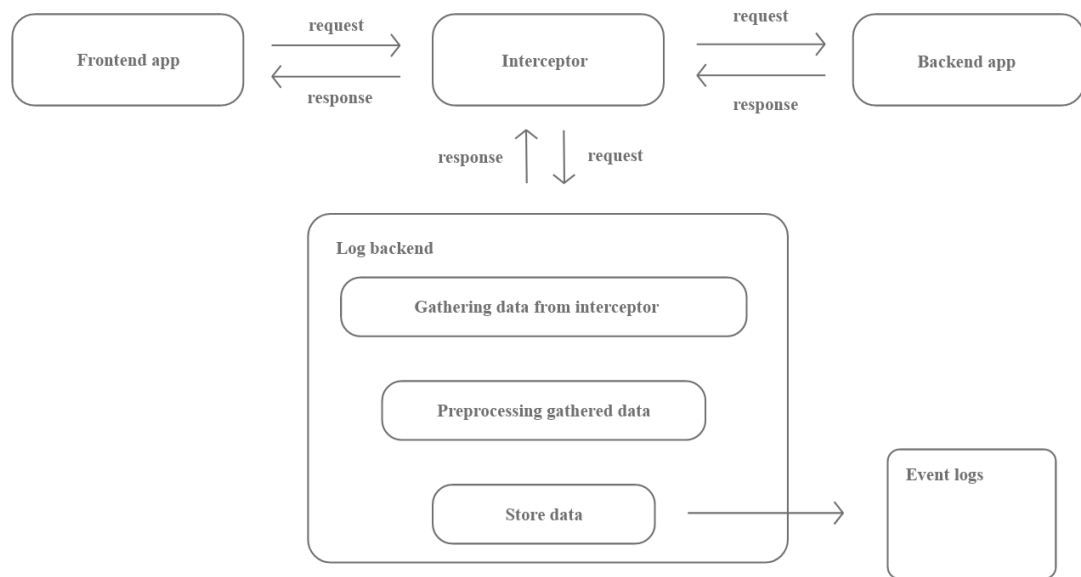 request
request
Frontend app
Interceptor
Backend app
response
response
response
request
Log backend
Gathering data from interceptor
Preprocessing gathered data
Event logs
Store data